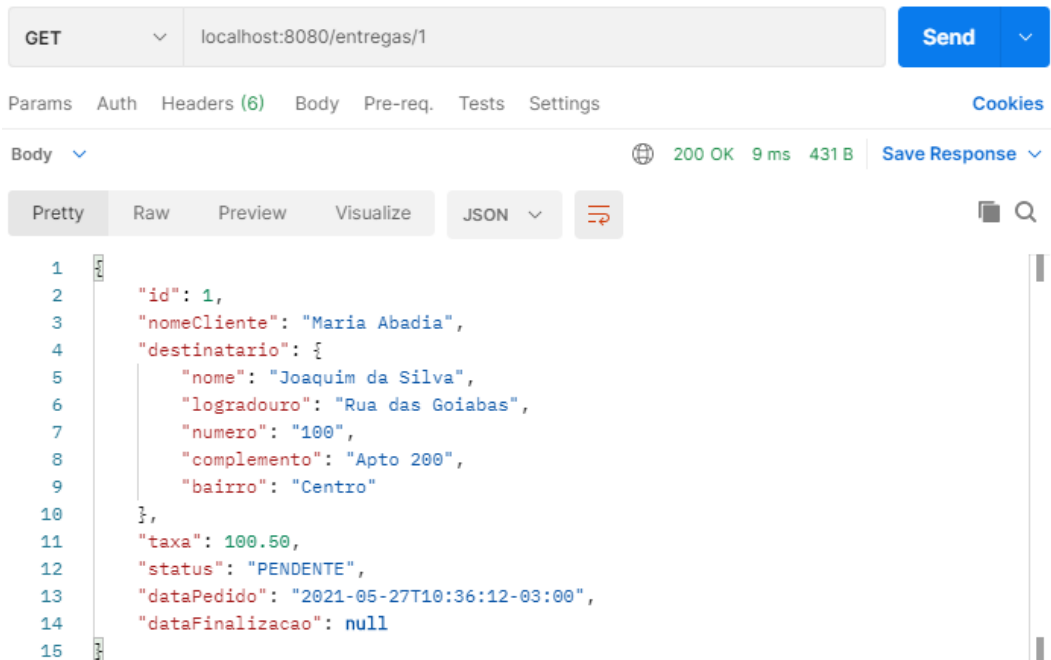 GET localhost:8080/entregas/1 Send
Params Auth Headers (6) Body Pre-req. Tests Settings Cookies
Body 200 OK 9 ms 431 B Save Response
Pretty Raw Preview Visualize JSON
1 {
2 "id": 1,
3 "nomeCliente": "Maria Abadia",
4 "destinatario": {
5 "nome": "Joaquim da Silva",
6 "logradouro": "Rua das Goiabas",
7 "numero": "100",
8 "complemento": "Apto 200",
9 "bairro": "Centro"
10 },
11 "taxa": 100.50,
12 "status": "PENDENTE",
13 "dataPedido": "2021-05-27T10:36:12-03:00",
14 "dataFinalizacao": null
15 }